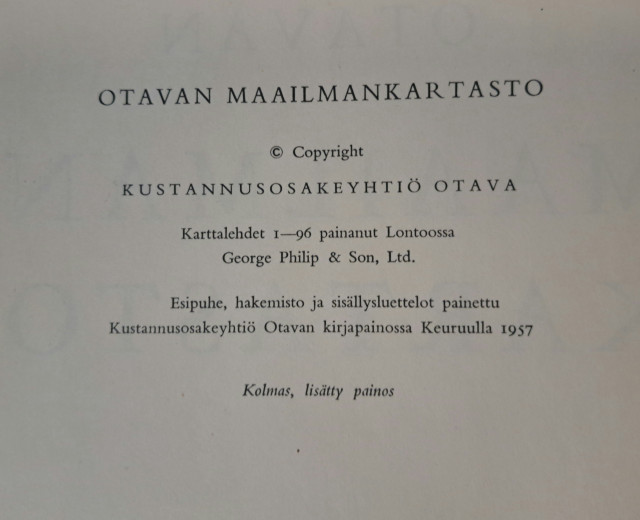 OTAVAN MAAILMANKARTASTO
© Copyright
KUSTANNUSOSAKEYHTIÖ OTAVA
Karttalehdet 1—96 painanut Lontoossa
George Philip & Son, Ltd.
Esipuhe, hakemisto ja sisällysluettelot painettu
Kustannusosakeyhtiö Otavan kirjapainossa Keuruulla 1957
Kolmas, lisätty painos